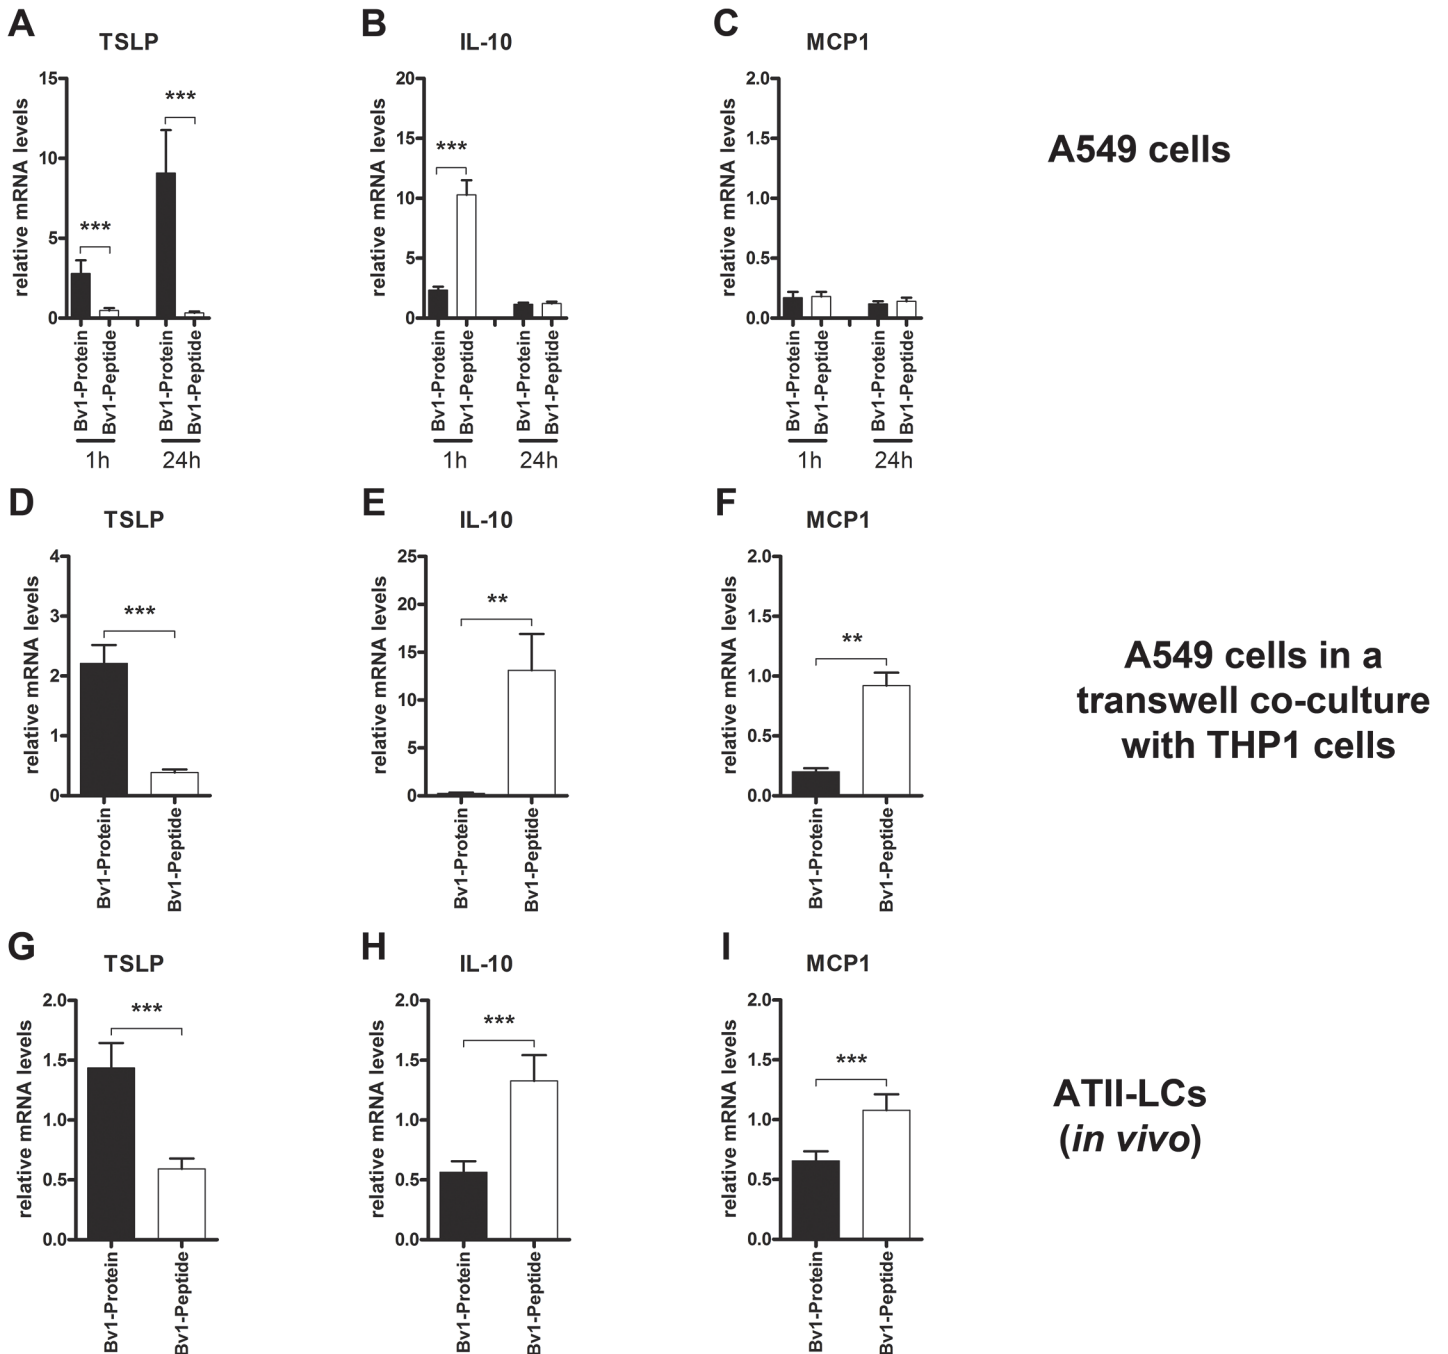 A
TSLP
relative mRNA levels
15
10
5
0
***
***
Bv1-Protein
Bv1-Peptide
Bv1-Protein
Bv1-Peptide
1h
24h
B
IL-10
relative mRNA levels
20
15
10
5
0
***
Bv1-Protein
Bv1-Peptide
Bv1-Protein
Bv1-Peptide
1h
24h
C
MCP1
relative mRNA levels
2.0
1.5
1.0
0.5
0.0
Bv1-Protein
Bv1-Peptide
Bv1-Protein
Bv1-Peptide
1h
24h
A549 cells
D
TSLP
relative mRNA levels
4
3
2
1
0
***
Bv1-Protein
Bv1-Peptide
E
IL-10
relative mRNA levels
25
20
15
10
5
0
**
Bv1-Protein
Bv1-Peptide
F
MCP1
relative mRNA levels
2.0
1.5
1.0
0.5
0.0
**
Bv1-Protein
Bv1-Peptide
A549 cells in a
transwell co-culture
with THP1 cells
G
TSLP
relative mRNA levels
2.0
1.5
1.0
0.5
0.0
***
Bv1-Protein
Bv1-Peptide
H
IL-10
relative mRNA levels
2.0
1.5
1.0
0.5
0.0
***
Bv1-Protein
Bv1-Peptide
I
MCP1
relative mRNA levels
2.0
1.5
1.0
0.5
0.0
***
Bv1-Protein
Bv1-Peptide
ATII-LCs
(in vivo)